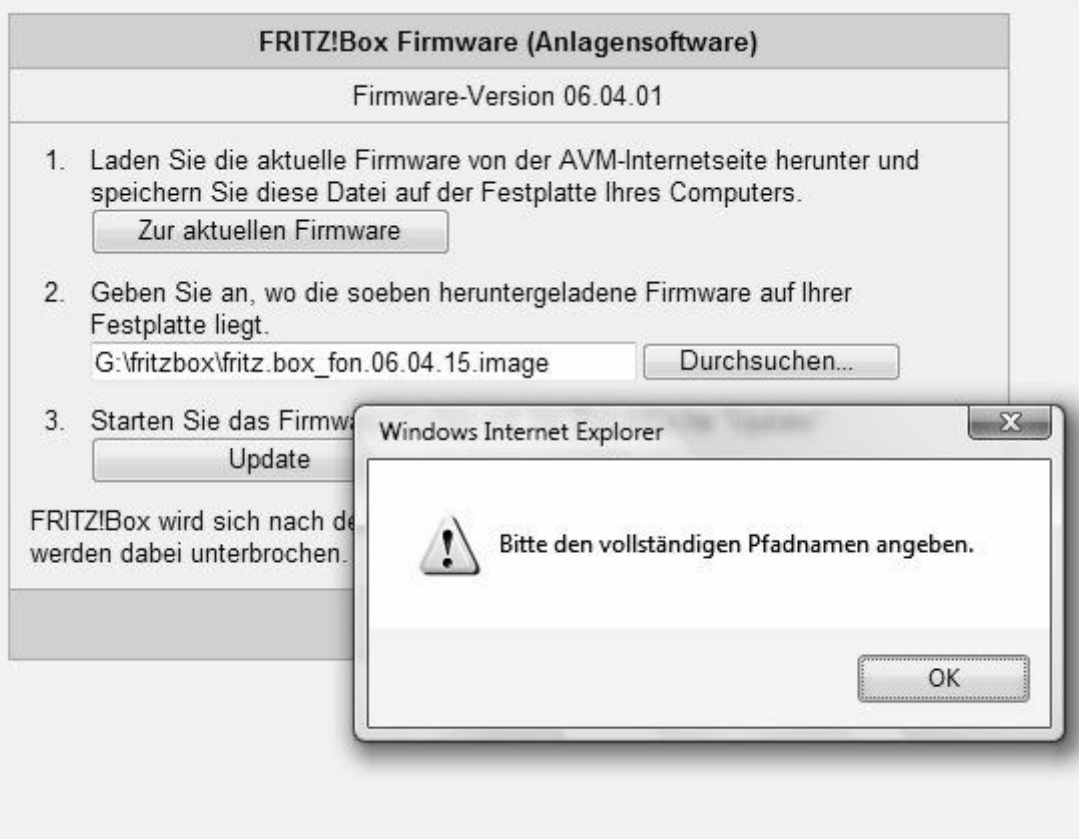 FRITZ!Box Firmware (Anlagensoftware)
Firmware-Version 06.04.01
1. Laden Sie die aktuelle Firmware von der AVM-Internetseite herunter und
speichern Sie diese Datei auf der Festplatte Ihres Computers.
Zur aktuellen Firmware
2. Geben Sie an, wo die soeben heruntergeladene Firmware auf Ihrer
Festplatte liegt.
G:\fritzbox\fritz.box_fon.06.04.15.image Durchsuchen...
3. Starten Sie das
Update
FRITZ!Box wird sich nach
werden dabei unterbrochen.
Windows Internet Explorer
Bitte den vollständigen Pfadnamen angeben.
OK